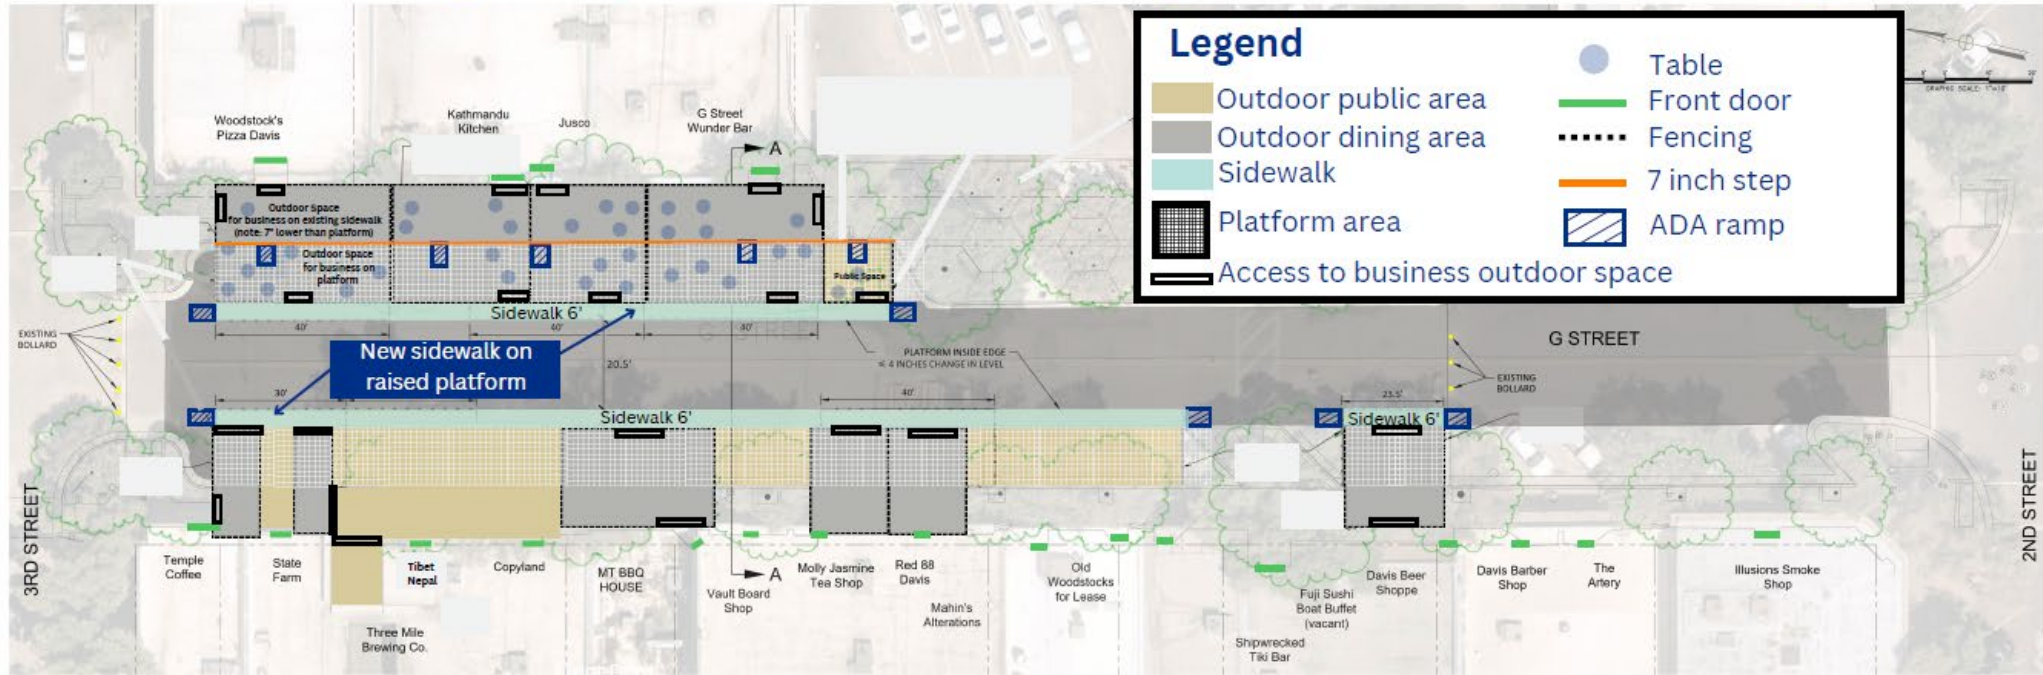 Legend
Outdoor public area
Outdoor dining area
Sidewalk
Platform area
Access to business outdoor space
Table
Front door
Fencing
7 inch step
ADA ramp
GRAPHIC SCALE: 1"=10'
Woodstock's
Pizza Davis
Kathmandu
Kitchen
Jusco
G Street
Wunder Bar
A
Outdoor Space
for business on existing sidewalk
(note: 7" lower than platform)
Outdoor Space
for business on
platform
Public Space
Sidewalk 6'
40'
40'
40'
G STREET
EXISTING
BOLLARD
New sidewalk on
raised platform
20.5'
PLATFORM INSIDE EDGE
≤ 4 INCHES CHANGE IN LEVEL
G STREET
EXISTING
BOLLARD
30'
40'
23.5'
Sidewalk 6'
Sidewalk 6'
3RD STREET
2ND STREET
Temple
Coffee
State
Farm
Tibet
Nepal
Copyland
Three Mile
Brewing Co.
MT BBQ
HOUSE
A
Vault Board
Shop
Molly Jasmine
Tea Shop
Red 88
Davis
Mahin's
Alterations
Old
Woodstocks
for Lease
Shipwrecked
Tiki Bar
Fuji Sushi
Boat Buffet
(vacant)
Davis Beer
Shoppe
Davis Barber
Shop
The
Artery
Illusions Smoke
Shop